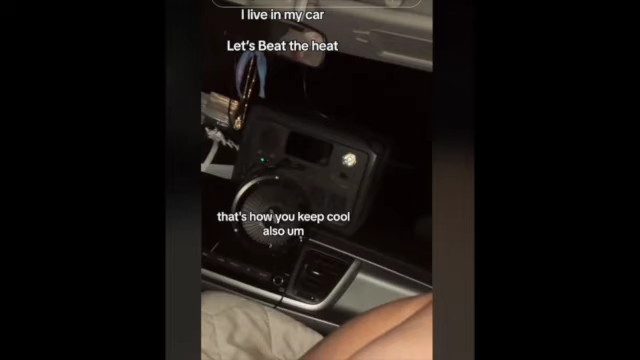 I live in my car
Let's Beat the heat
that's how you keep cool
also um